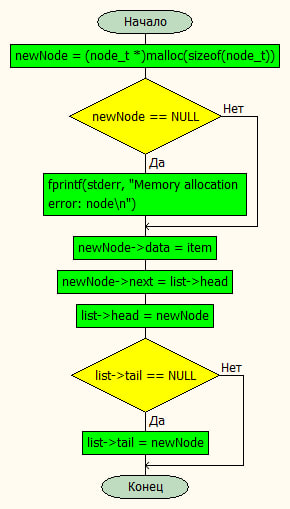 Начало
newNode = (node_t *)malloc(sizeof(node_t))
newNode == NULL
Нет
Да
fprintf(stderr, "Memory allocation
error: node\n")
newNode->data = item
newNode->next = list->head
list->head = newNode
list->tail == NULL
Нет
Да
list->tail = newNode
Конец